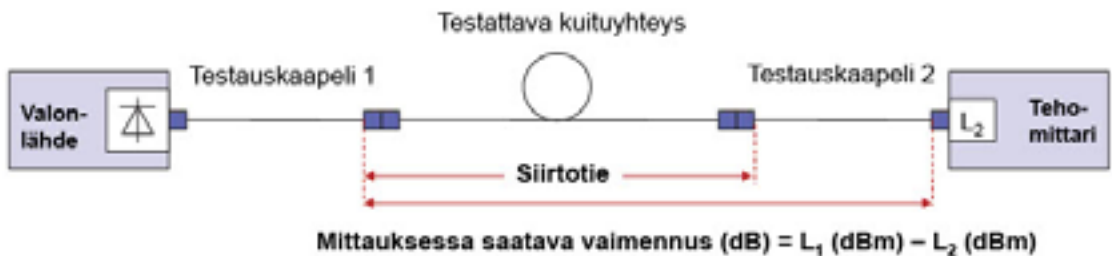 Testattava kuituyhteys
Testauskaapeli 1
Testauskaapeli 2
Valon-
lähde
L₂
Teho-
mittari
Siirtotie
Mittauksessa saatava vaimennus (dB) = L₁ (dBm) – L₂ (dBm)